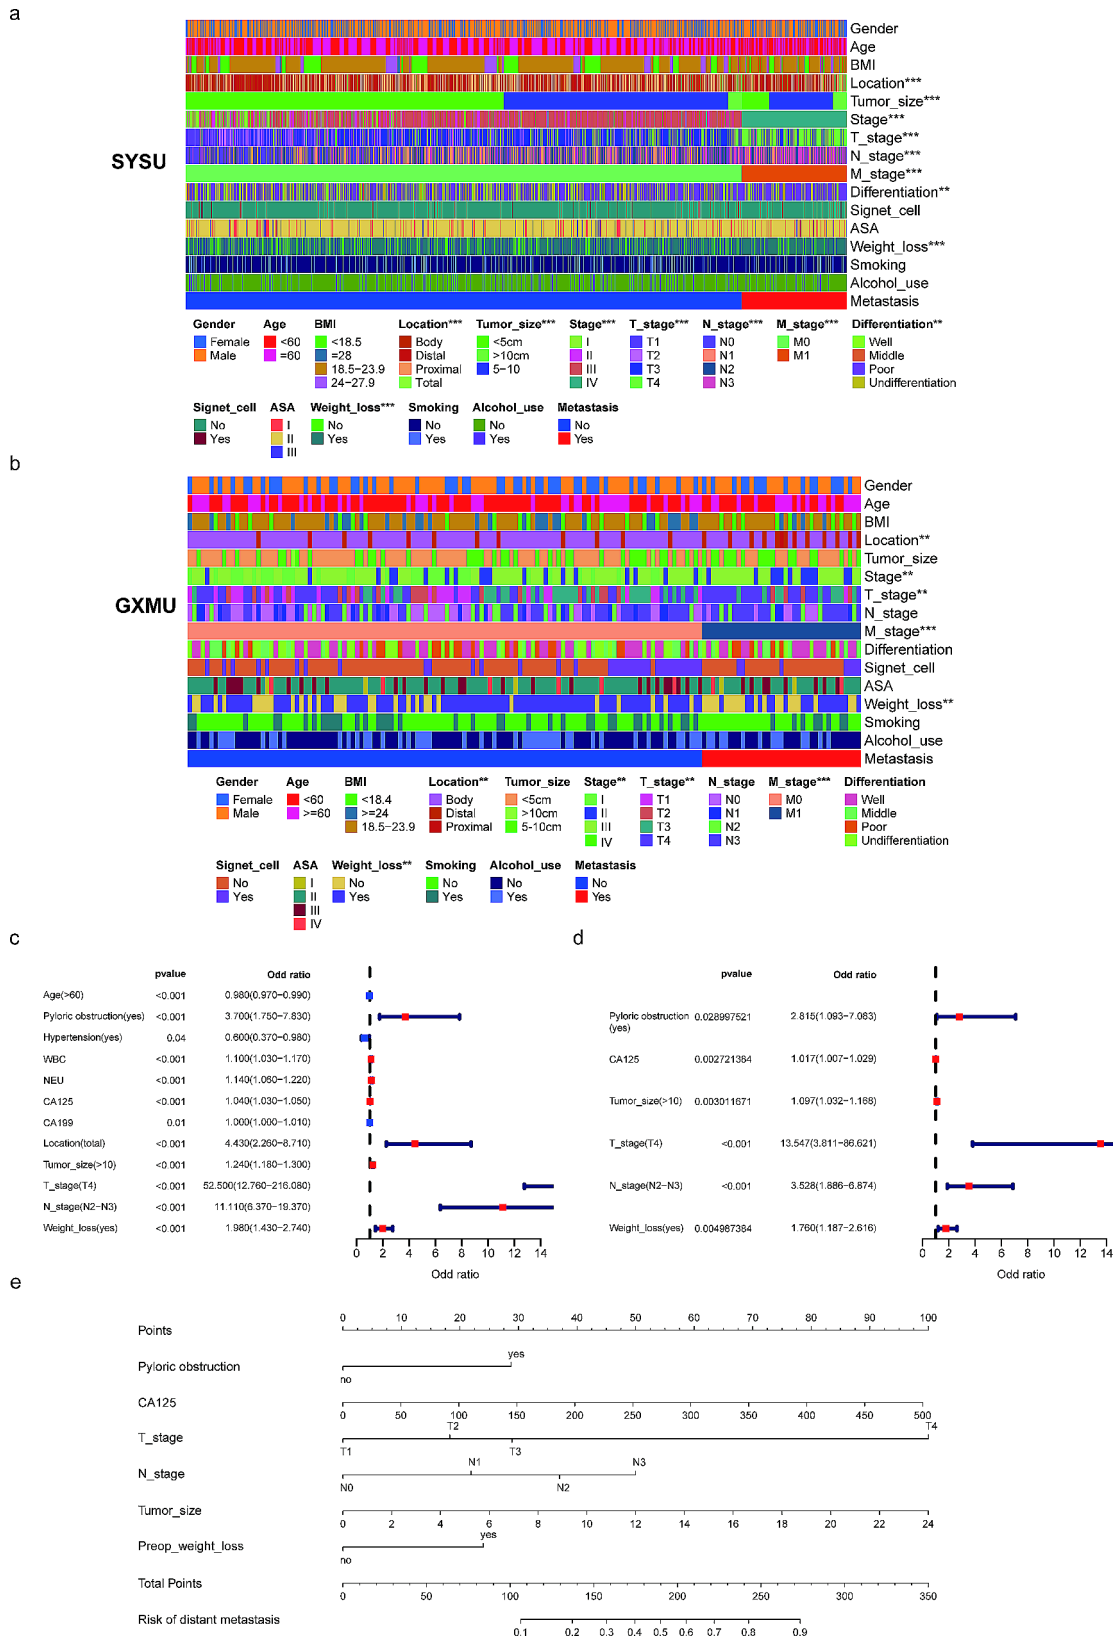 a
Gender
Age
BMI
Location***
Tumor_size***
Stage***
T_stage***
SYSU
N_stage***
M_stage***
Differentiation**
Signet_cell
ASA
Weight_loss***
Smoking
Alcohol_use
Metastasis
Gender Age BMI Location*** Tumor_size*** Stage*** T_stage*** N_stage*** M_stage*** Differentiation**
Female <60 <18.5 Body <5cm I T1 N0 M0 Well
Male =60 =28 Distal >10cm II T2 N1 M1 Middle
18.5-23.9 Proximal 5-10 III T3 N2 Poor
24-27.9 Total IV T4 N3 Undifferentiation
Signet_cell ASA Weight_loss*** Smoking Alcohol_use Metastasis
No I No No No No
Yes II Yes Yes Yes Yes
III
b
Gender
Age
BMI
Location**
Tumor_size
Stage**
T_stage**
GXMU
N_stage
M_stage***
Differentiation
Signet_cell
ASA
Weight_loss**
Smoking
Alcohol_use
Metastasis
Gender Age BMI Location** Tumor_size Stage** T_stage** N_stage M_stage*** Differentiation
Female <60 <18.4 Body <5cm I T1 N0 M0 Well
Male >=60 >=24 Distal >10cm II T2 N1 M1 Middle
18.5-23.9 Proximal 5-10cm III T3 N2 Poor
IV T4 N3 Undifferentiation
Signet_cell ASA Weight_loss** Smoking Alcohol_use Metastasis
No I No No No No
Yes II Yes Yes Yes Yes
III
IV
c
pvalue Odd ratio
Age(>60) <0.001 0.980(0.970-0.990)
Pyloric obstruction(yes) <0.001 3.700(1.750-7.830)
Hypertension(yes) 0.04 0.600(0.370-0.980)
WBC <0.001 1.100(1.030-1.170)
NEU <0.001 1.140(1.060-1.220)
CA125 <0.001 1.040(1.030-1.050)
CA199 0.01 1.000(1.000-1.010)
Location(total) <0.001 4.430(2.260-8.710)
Tumor_size(>10) <0.001 1.240(1.180-1.300)
T_stage(T4) <0.001 52.500(12.760-216.080)
N_stage(N2-N3) <0.001 11.110(6.370-19.370)
Weight_loss(yes) <0.001 1.980(1.430-2.740)
0 2 4 6 8 10 12 14
Odd ratio
d
pvalue Odd ratio
Pyloric obstruction 0.028997521 2.815(1.093-7.083)
(yes)
CA125 0.002721364 1.017(1.007-1.029)
Tumor_size(>10) 0.003011671 1.097(1.032-1.168)
T_stage(T4) <0.001 13.547(3.811-86.621)
N_stage(N2-N3) <0.001 3.528(1.886-6.874)
Weight_loss(yes) 0.004987364 1.760(1.187-2.616)
0 2 4 6 8 10 12 14
Odd ratio
e
0 10 20 30 40 50 60 70 80 90 100
Points
yes
Pyloric obstruction
no
CA125
0 50 100 150 200 250 300 350 400 450 500
T2 T4
T_stage
T1 T3
N1 N3
N_stage
N0 N2
Tumor_size
0 2 4 6 8 10 12 14 16 18 20 22 24
yes
Preop_weight_loss
no
Total Points
0 50 100 150 200 250 300 350
Risk of distant metastasis
0.1 0.2 0.3 0.4 0.5 0.6 0.7 0.8 0.9